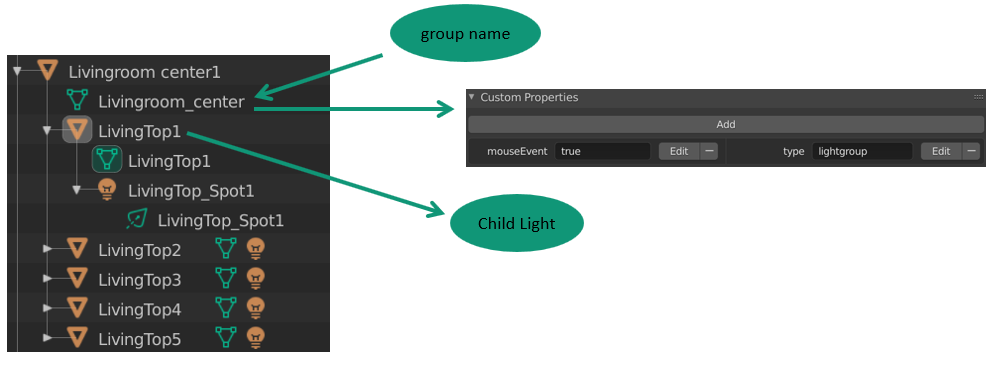 group name
Livingroom center1
Livingroom_center
LivingTop1
LivingTop1
LivingTop_Spot1
LivingTop_Spot1
LivingTop2
LivingTop3
LivingTop4
LivingTop5
Custom Properties
Add
mouseEvent true Edit − type lightgroup Edit −
Child Light